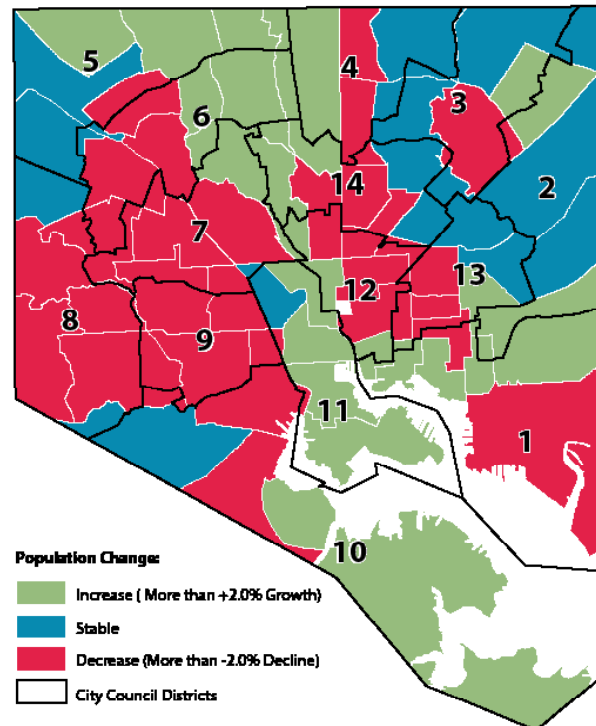 5
4
3
6
14
2
7
12
13
8
9
11
1
10
Population Change:
Increase ( More than +2.0% Growth)
Stable
Decrease (More than -2.0% Decline)
City Council Districts